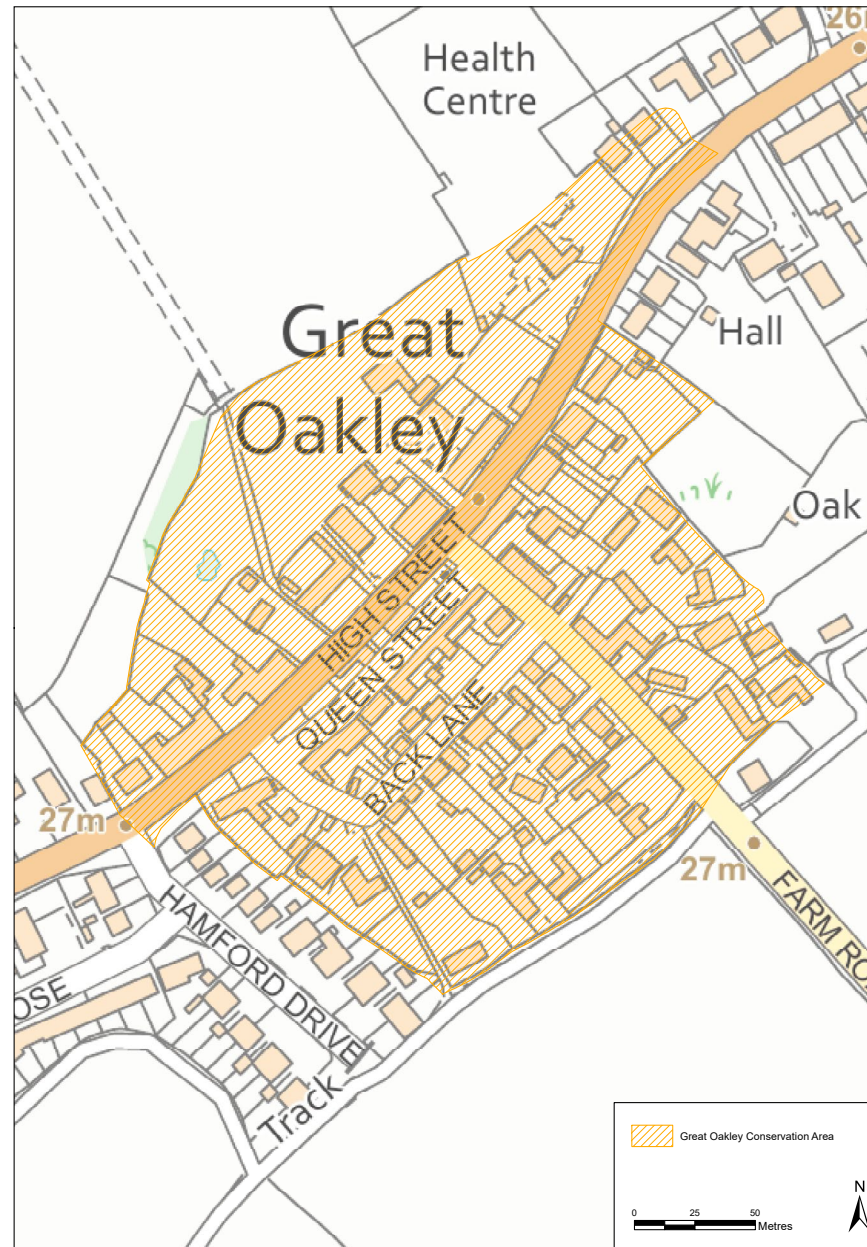 26
Health
Centre
Great
Oakley
Hall
Oak
HIGH STREET
QUEEN STREET
BACK LANE
27m
27m
HAMFORD DRIVE
FARM RO
OSE
Track
Great Oakley Conservation Area
0 25 50
Metres
N